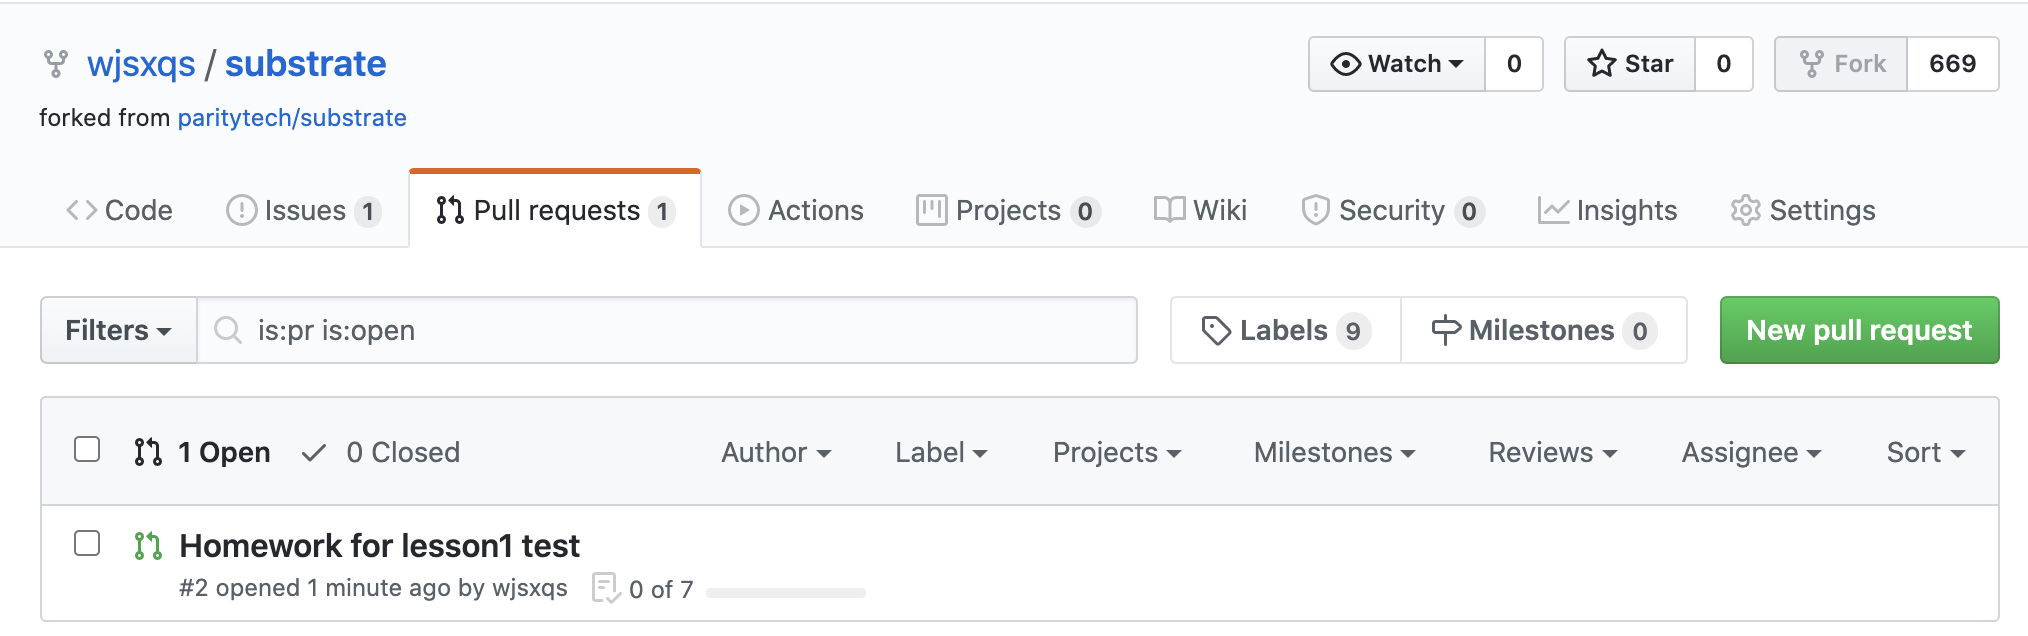 wjsxqs / substrate
Watch 0
Star 0
Fork 669
forked from paritytech/substrate
Code
Issues 1
Pull requests 1
Actions
Projects 0
Wiki
Security 0
Insights
Settings
Filters
is:pr is:open
Labels 9
Milestones 0
New pull request
1 Open
0 Closed
Author
Label
Projects
Milestones
Reviews
Assignee
Sort
Homework for lesson1 test
#2 opened 1 minute ago by wjsxqs 0 of 7